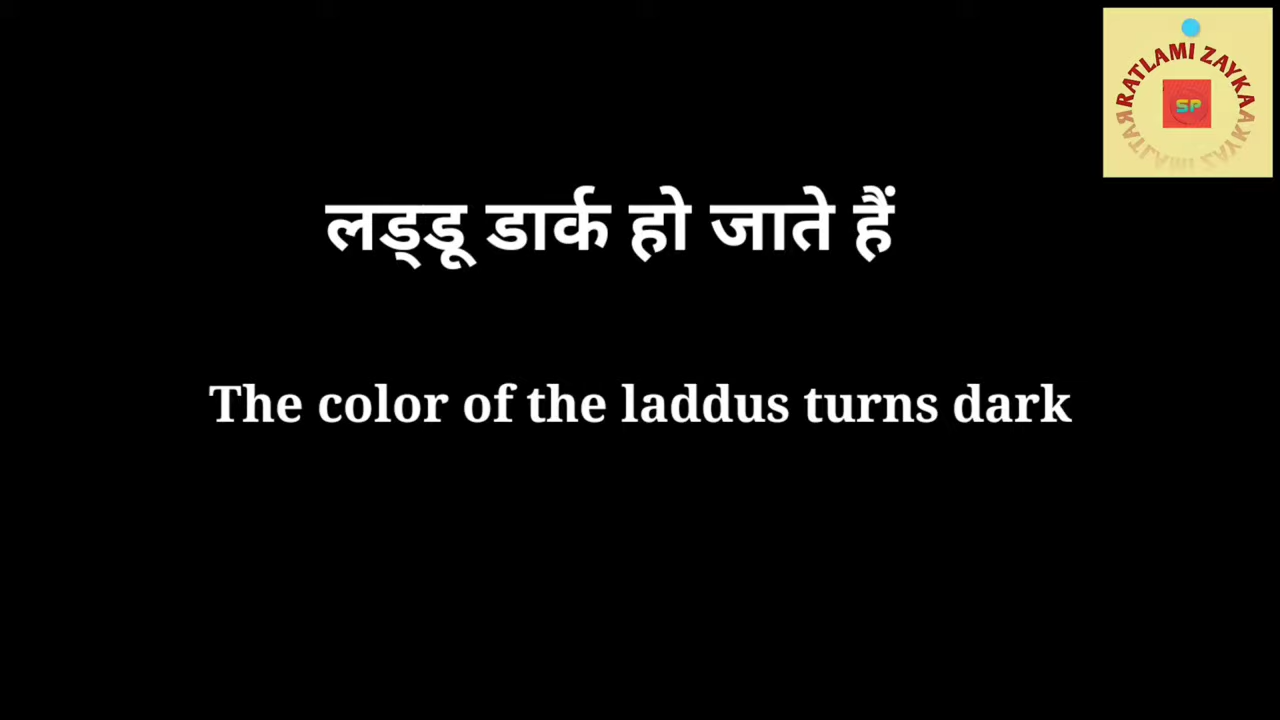 RATLAMI ZAYKA
SP
लड्डू डार्क हो जाते हैं
The color of the laddus turns dark